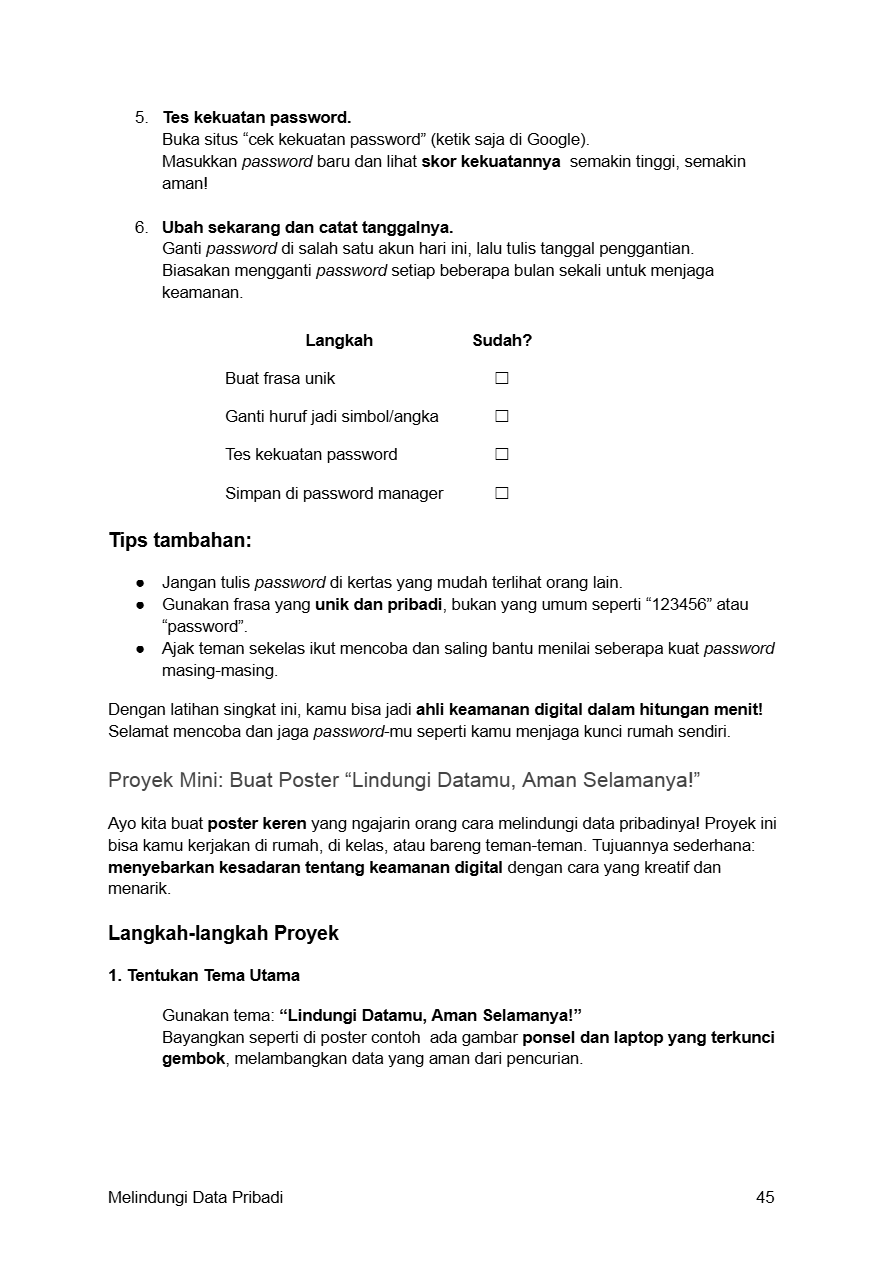 5. Tes kekuatan password.
Buka situs “cek kekuatan password” (ketik saja di Google).
Masukkan password baru dan lihat skor kekuatannya  semakin tinggi, semakin
aman!
6. Ubah sekarang dan catat tanggalnya.
Ganti password di salah satu akun hari ini, lalu tulis tanggal penggantian.
Biasakan mengganti password setiap beberapa bulan sekali untuk menjaga
keamanan.
Langkah Sudah?
Buat frasa unik ☐
Ganti huruf jadi simbol/angka ☐
Tes kekuatan password ☐
Simpan di password manager ☐
Tips tambahan:
● Jangan tulis password di kertas yang mudah terlihat orang lain.
● Gunakan frasa yang unik dan pribadi, bukan yang umum seperti “123456” atau
“password”.
● Ajak teman sekelas ikut mencoba dan saling bantu menilai seberapa kuat password
masing-masing.
Dengan latihan singkat ini, kamu bisa jadi ahli keamanan digital dalam hitungan menit!
Selamat mencoba dan jaga password-mu seperti kamu menjaga kunci rumah sendiri.
Proyek Mini: Buat Poster “Lindungi Datamu, Aman Selamanya!”
Ayo kita buat poster keren yang ngajarin orang cara melindungi data pribadinya! Proyek ini
bisa kamu kerjakan di rumah, di kelas, atau bareng teman-teman. Tujuannya sederhana:
menyebarkan kesadaran tentang keamanan digital dengan cara yang kreatif dan
menarik.
Langkah-langkah Proyek
1. Tentukan Tema Utama
Gunakan tema: “Lindungi Datamu, Aman Selamanya!”
Bayangkan seperti di poster contoh  ada gambar ponsel dan laptop yang terkunci
gembok, melambangkan data yang aman dari pencurian.
Melindungi Data Pribadi 45